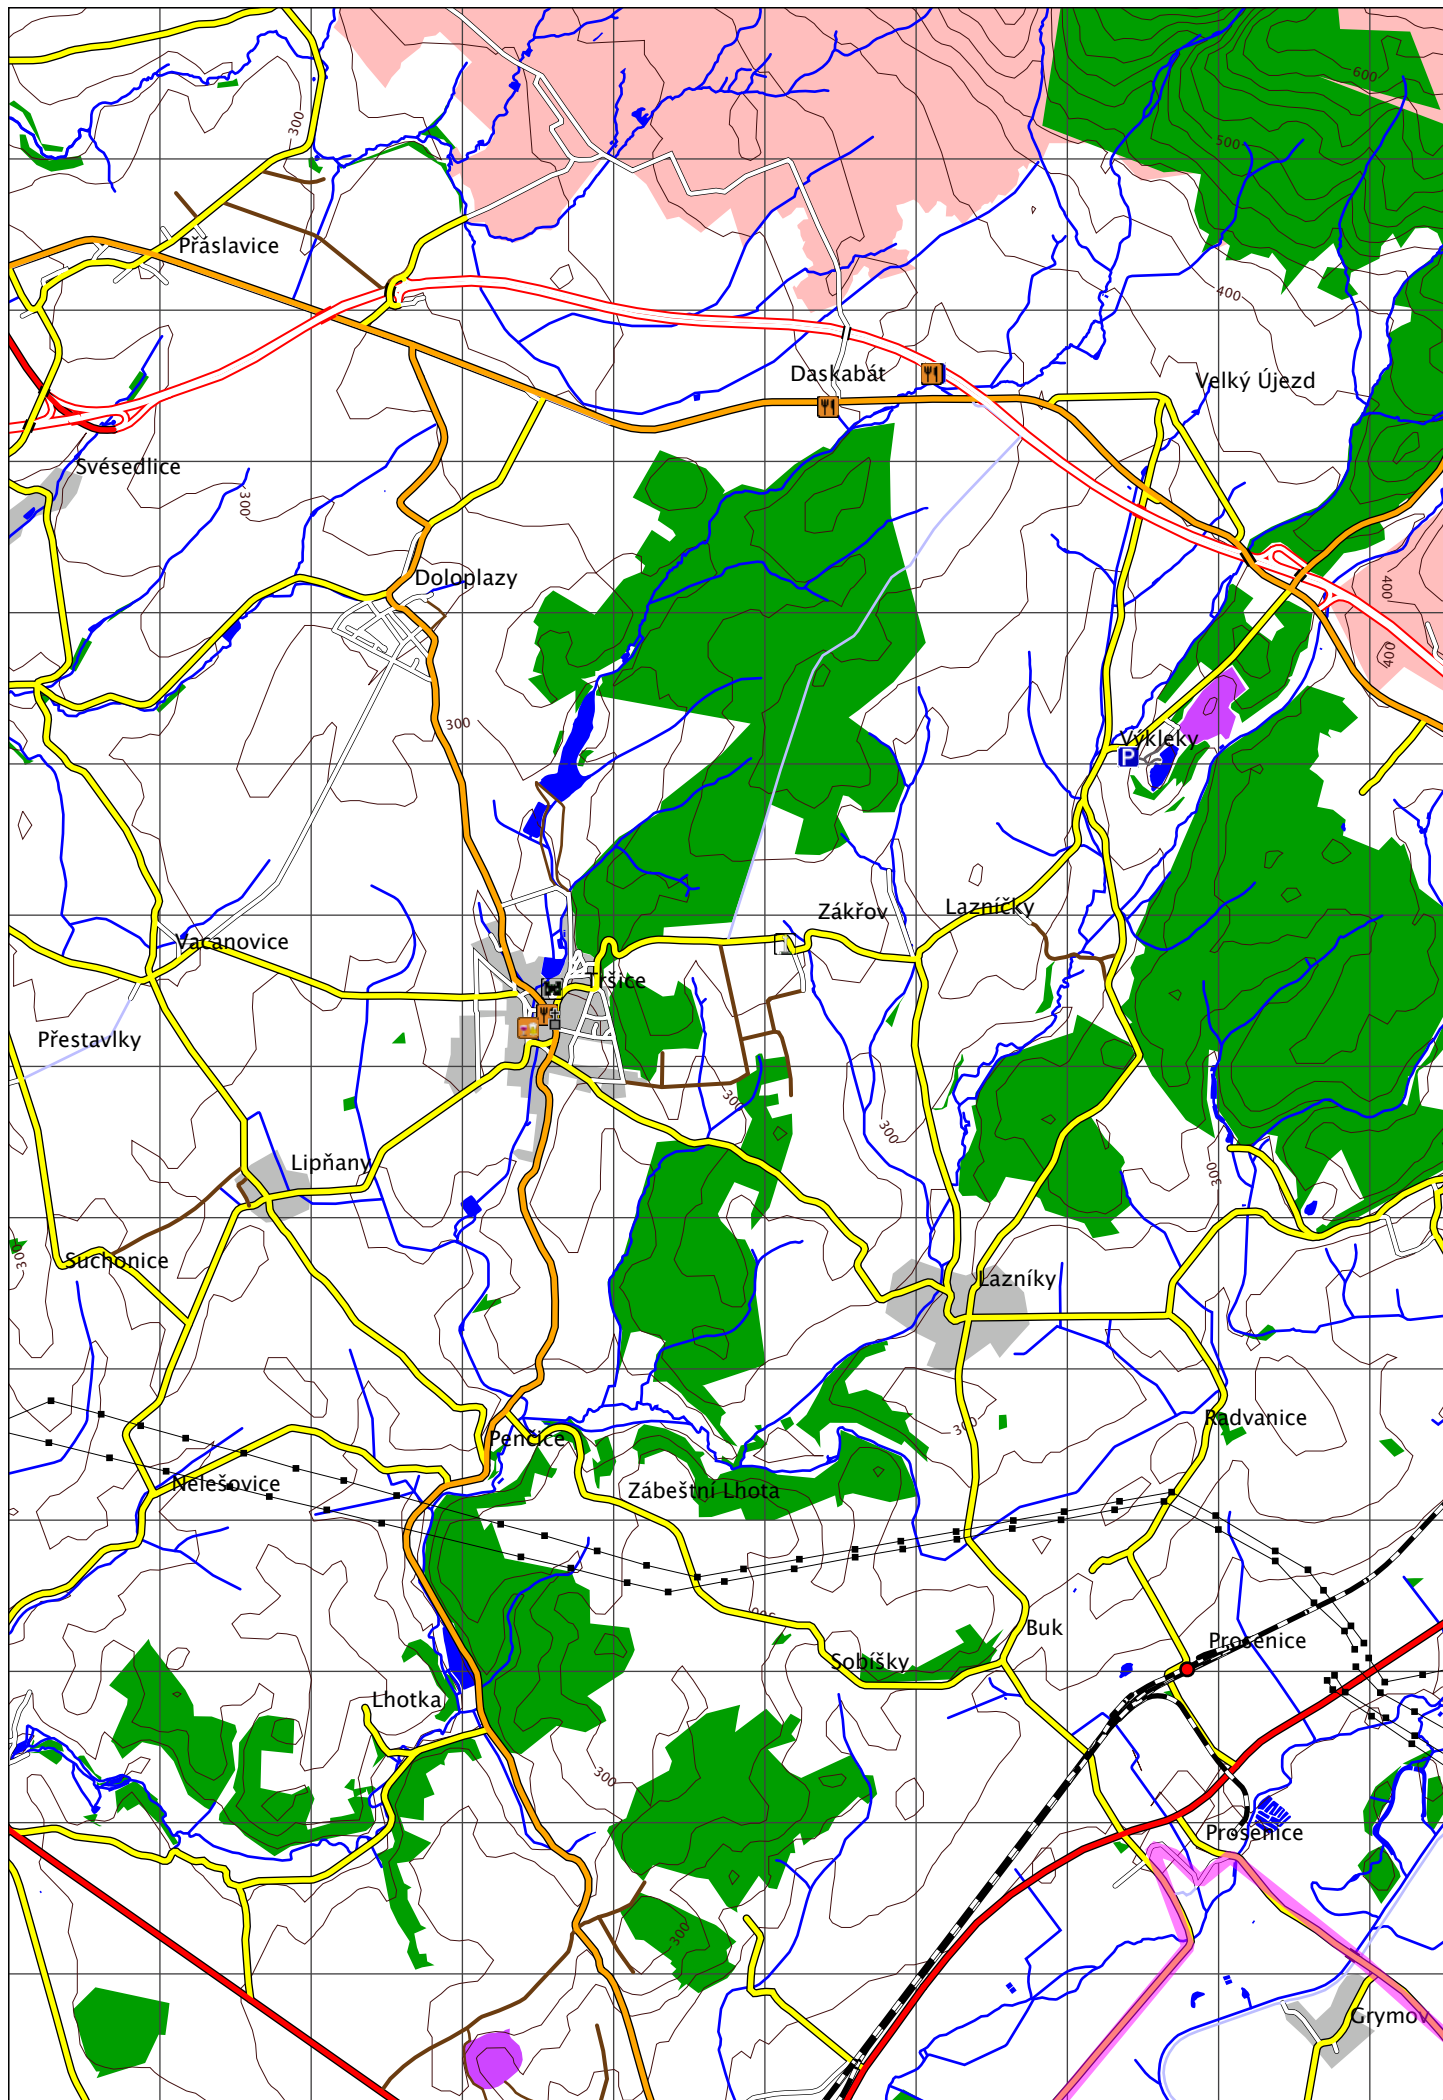 600
300
500
Přáslavice
400
Daskabát
Velký Újezd
Svésedlice
300
Doloplazy
400
400
300
Výkleky
P
Zákřov
Lazníčky
Vacanovice
Tršice
Přestavlky
300
300
Lipňany
300
300
Suchonice
Lazníky
Radvanice
300
Penčice
Nelešovice
Zábeštní Lhota
300
Buk
Prosenice
Sobíšky
Lhotka
300
Prosenice
300
Grymov